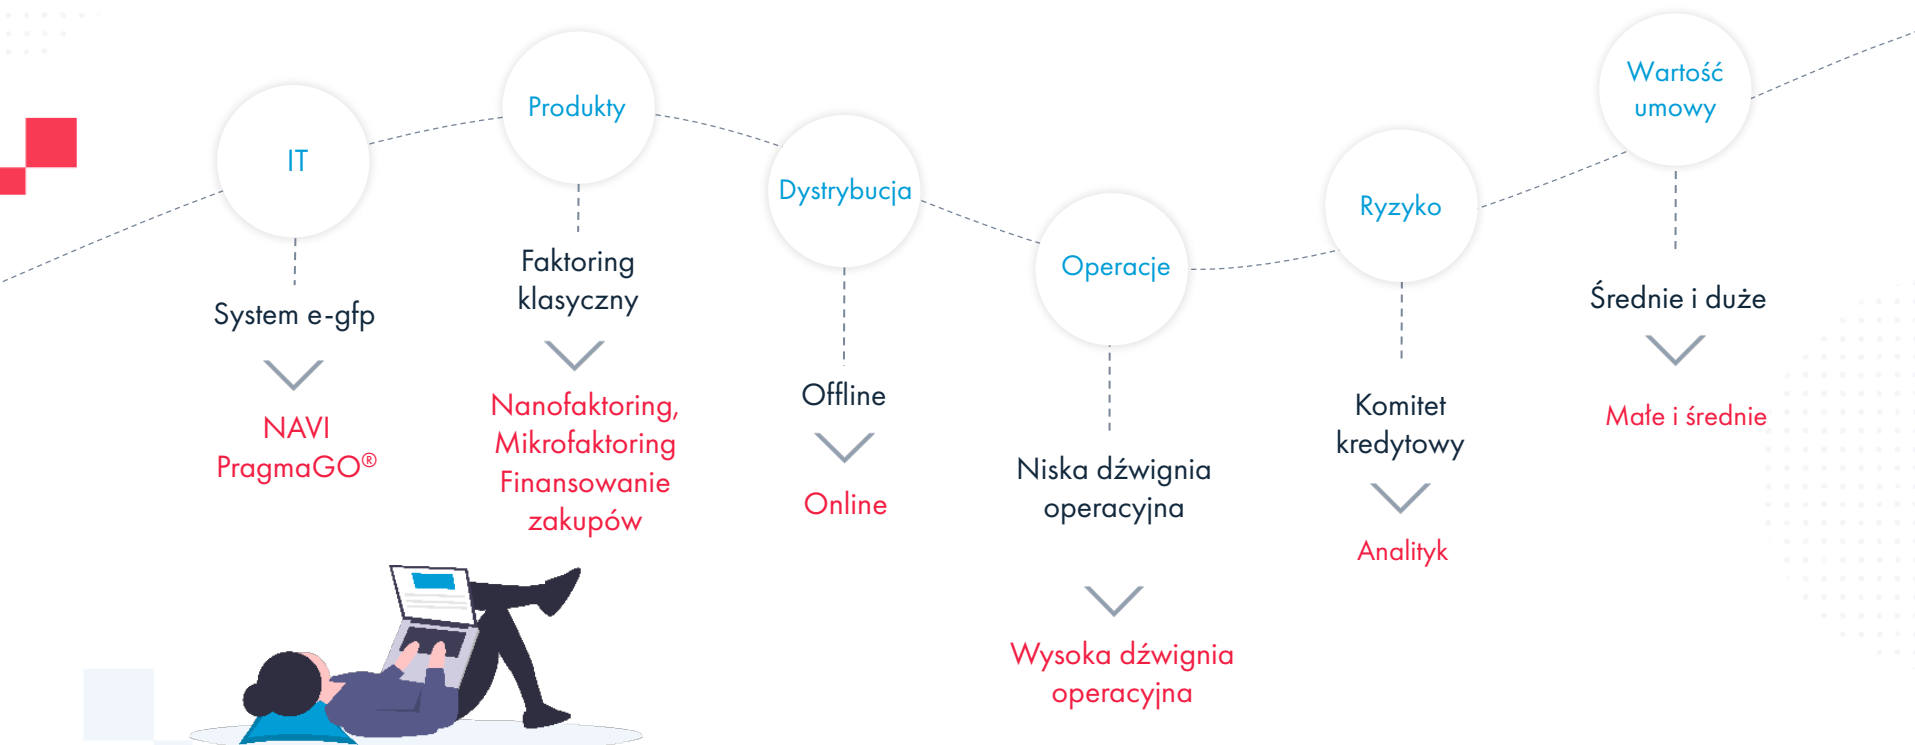 IT
System e-gfp
NAVI
PragmaGO®
Produkty
Faktoring
klasyczny
Nanofaktoring,
Mikrofaktoring
Finansowanie
zakupów
Dystrybucja
Offline
Online
Operacje
Niska dźwignia
operacyjna
Wysoka dźwignia
operacyjna
Ryzyko
Komitet
kredytowy
Analityk
Wartość
umowy
Średnie i duże
Małe i średnie